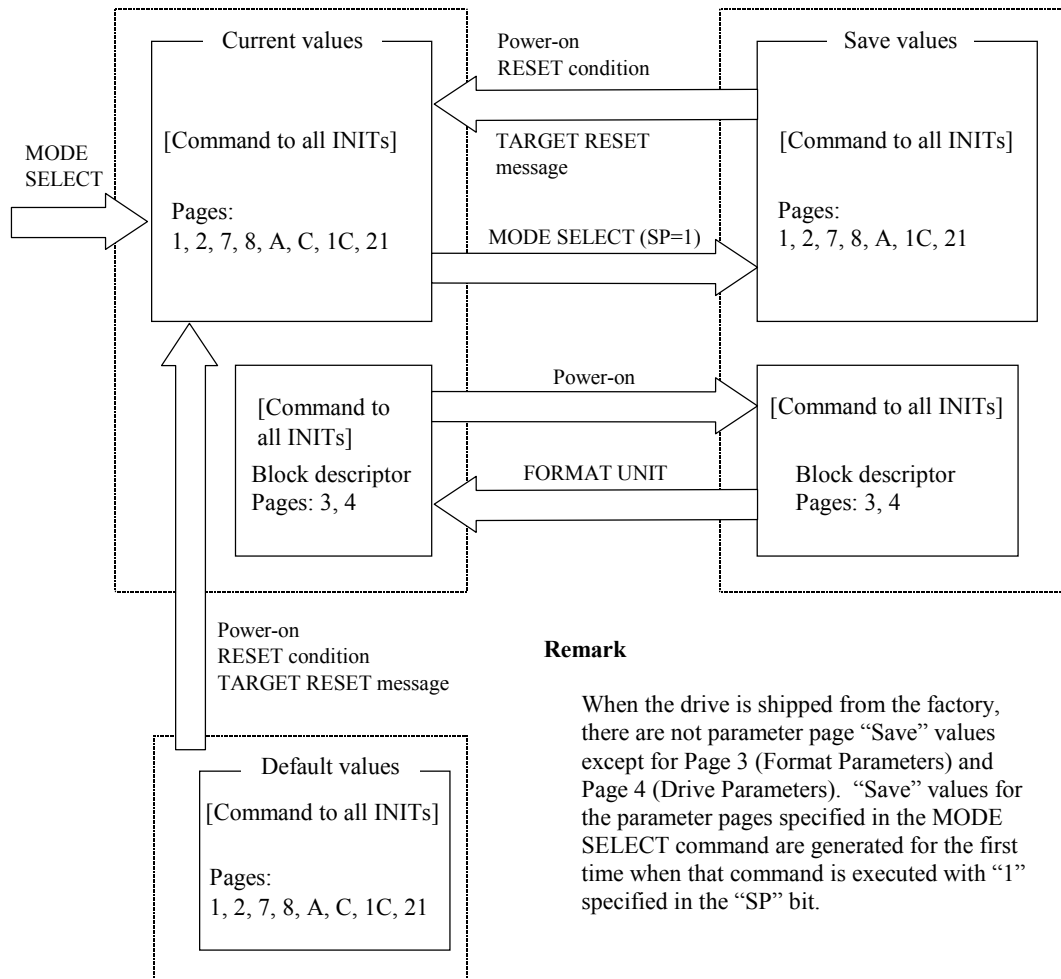 Current values
Save values
Power-on
RESET condition
TARGET RESET
message
[Command to all INITs]
Pages:
1, 2, 7, 8, A, C, 1C, 21
[Command to all INITs]
Pages:
1, 2, 7, 8, A, 1C, 21
MODE
SELECT
MODE SELECT (SP=1)
[Command to
all INITs]
Block descriptor
Pages: 3, 4
Power-on
FORMAT UNIT
[Command to all INITs]
Block descriptor
Pages: 3, 4
Power-on
RESET condition
TARGET RESET message
Default values
[Command to all INITs]
Pages:
1, 2, 7, 8, A, C, 1C, 21
Remark
When the drive is shipped from the factory,
there are not parameter page “Save” values
except for Page 3 (Format Parameters) and
Page 4 (Drive Parameters).  “Save” values for
the parameter pages specified in the MODE
SELECT command are generated for the first
time when that command is executed with “1”
specified in the “SP” bit.